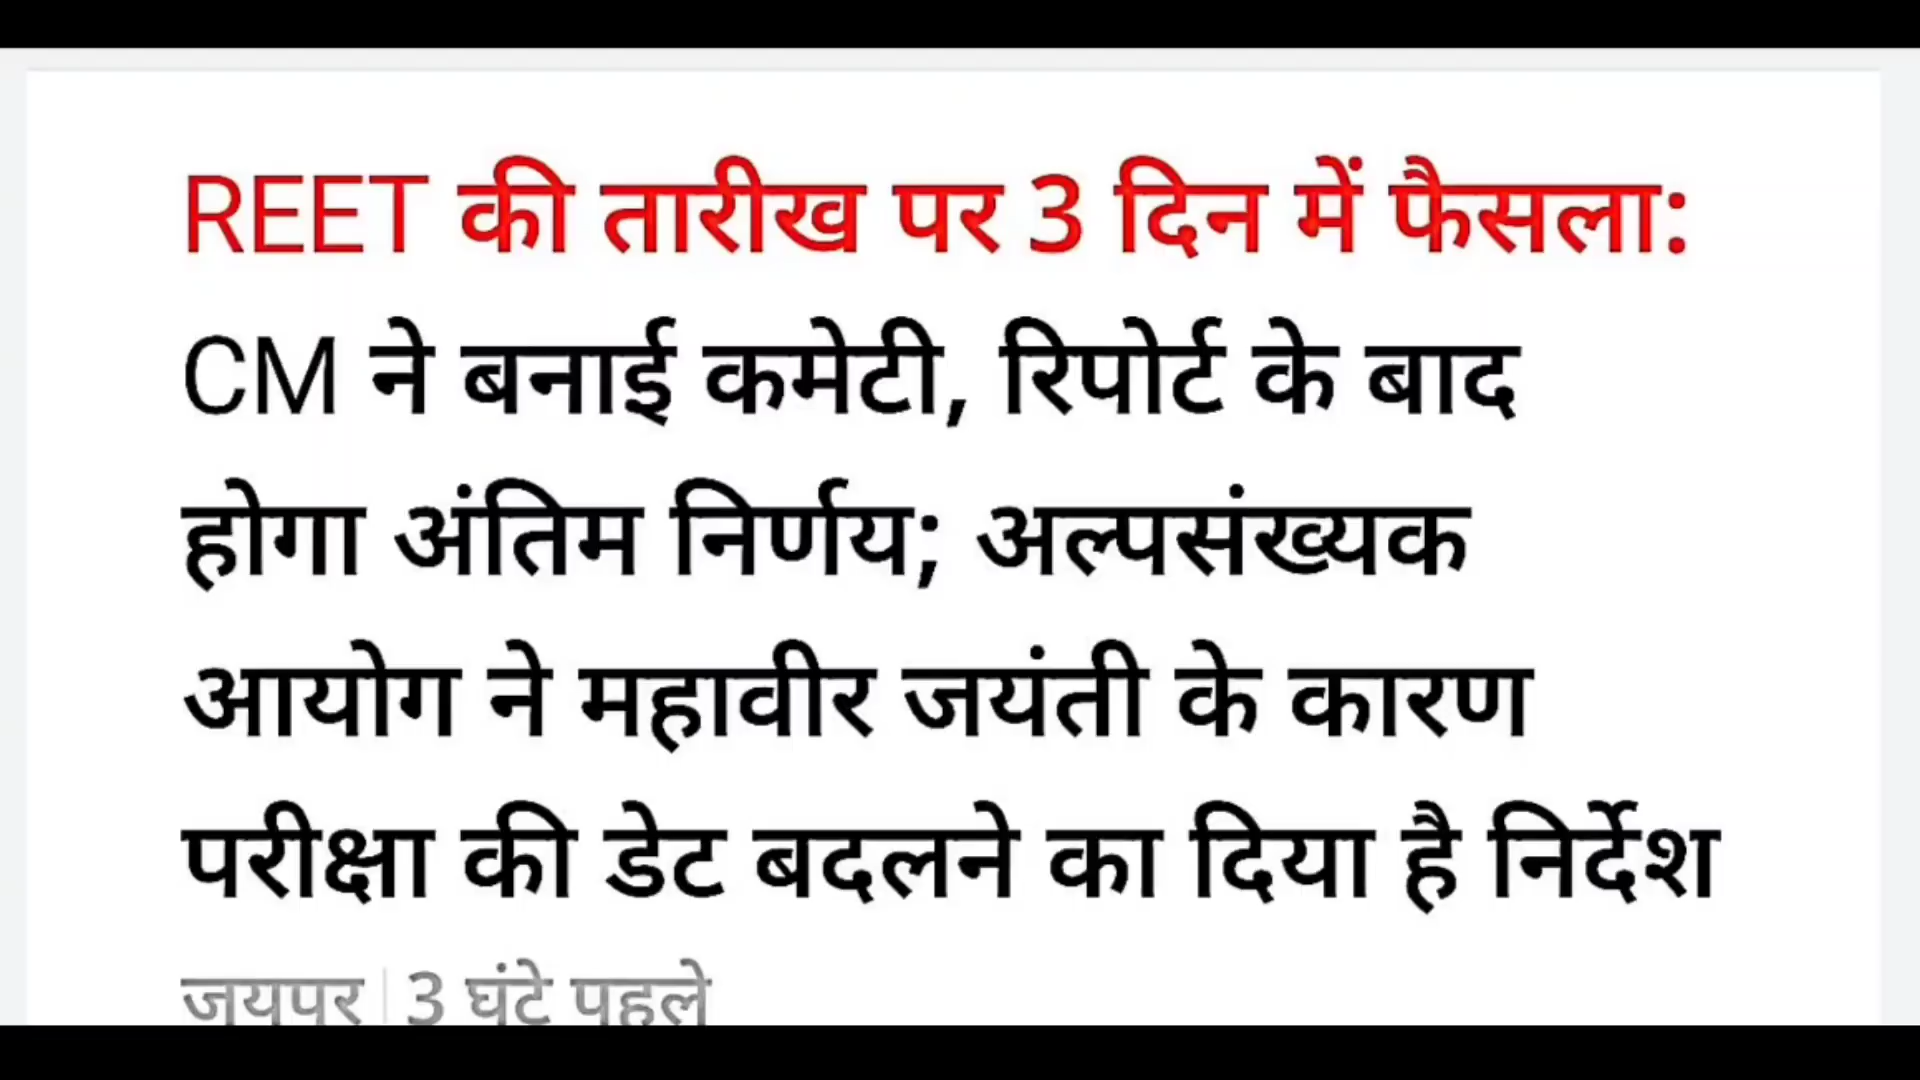 REET की तारीख पर 3 दिन में फैसला:
CM ने बनाई कमेटी, रिपोर्ट के बाद
होगा अंतिम निर्णय; अल्पसंख्यक
आयोग ने महावीर जयंती के कारण
परीक्षा की डेट बदलने का दिया है निर्देश
जयपुर | 3 घंटे पहले